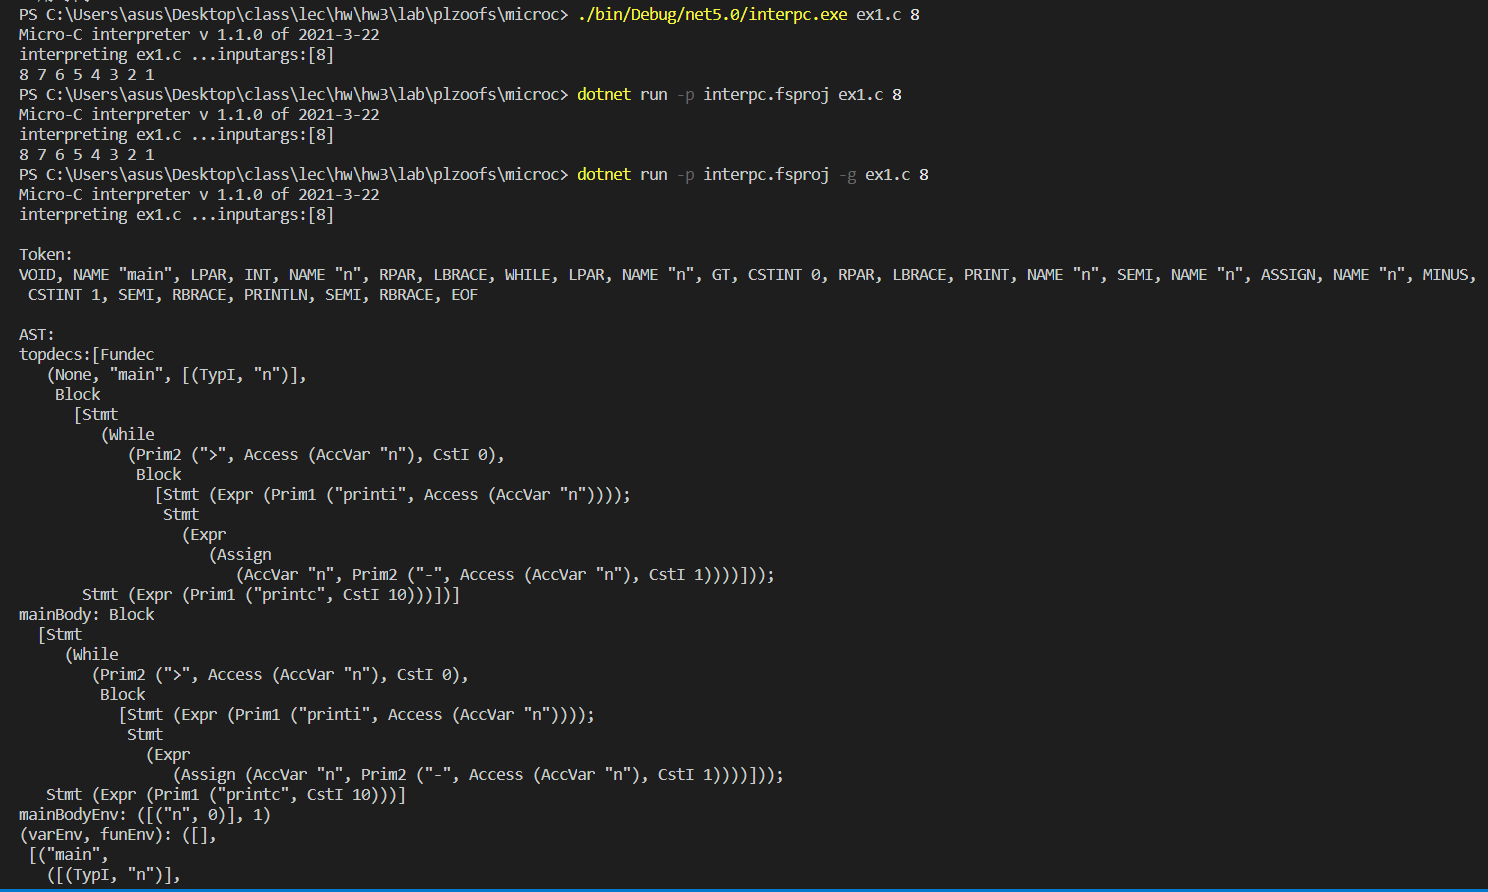 PS C:\Users\asus\Desktop\class\lec\hw\hw3\lab\plzoofs\microc> ./bin/Debug/net5.0/interpc.exe ex1.c 8
Micro-C interpreter v 1.1.0 of 2021-3-22
interpreting ex1.c ...inputargs:[8]
8 7 6 5 4 3 2 1
PS C:\Users\asus\Desktop\class\lec\hw\hw3\lab\plzoofs\microc> dotnet run -p interpc.fsproj ex1.c 8
Micro-C interpreter v 1.1.0 of 2021-3-22
interpreting ex1.c ...inputargs:[8]
8 7 6 5 4 3 2 1
PS C:\Users\asus\Desktop\class\lec\hw\hw3\lab\plzoofs\microc> dotnet run -p interpc.fsproj -g ex1.c 8
Micro-C interpreter v 1.1.0 of 2021-3-22
interpreting ex1.c ...inputargs:[8]

Token:
VOID, NAME "main", LPAR, INT, NAME "n", RPAR, LBRACE, WHILE, LPAR, NAME "n", GT, CSTINT 0, RPAR, LBRACE, PRINT, NAME "n", SEMI, NAME "n", ASSIGN, NAME "n", MINUS,
 CSTINT 1, SEMI, RBRACE, PRINTLN, SEMI, RBRACE, EOF

AST:
topdecs:[Fundec
   (None, "main", [(TypI, "n")],
    Block
      [Stmt
         (While
            (Prim2 (">", Access (AccVar "n"), CstI 0),
             Block
               [Stmt (Expr (Prim1 ("printi", Access (AccVar "n"))));
                Stmt
                  (Expr
                     (Assign
                        (AccVar "n", Prim2 ("-", Access (AccVar "n"), CstI 1))))]));
       Stmt (Expr (Prim1 ("printc", CstI 10)))])]
mainBody: Block
  [Stmt
     (While
        (Prim2 (">", Access (AccVar "n"), CstI 0),
         Block
           [Stmt (Expr (Prim1 ("printi", Access (AccVar "n"))));
            Stmt
              (Expr
                 (Assign (AccVar "n", Prim2 ("-", Access (AccVar "n"), CstI 1))))]));
   Stmt (Expr (Prim1 ("printc", CstI 10)))]
mainBodyEnv: ([("n", 0)], 1)
(varEnv, funEnv): ([],
 [("main",
   ([(TypI, "n")],